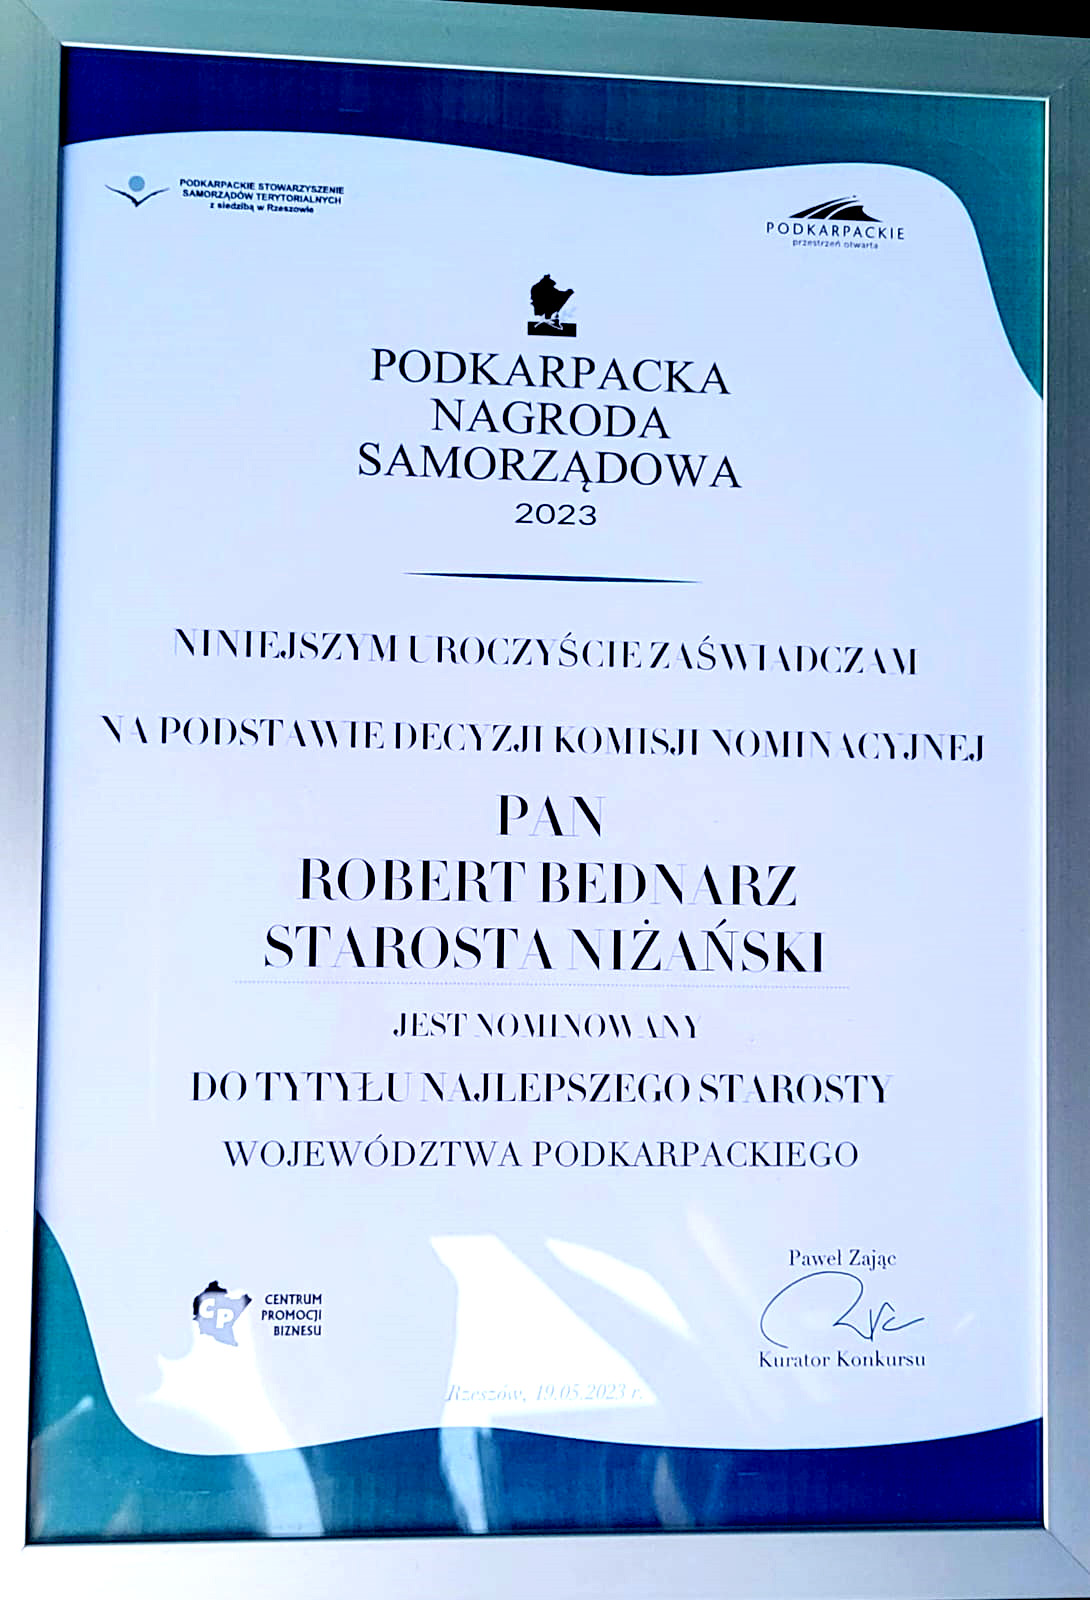 PODKARPACKIE STOWARZYSZENIE
SAMORZĄDÓW TERYTORIALNYCH
z siedzibą w Rzeszowie
PODKARPACKIE
przestrzeń otwarta
PODKARPACKA
NAGRODA
SAMORZĄDOWA
2023
NINIEJSZYM UROCZYŚCIE ZAŚWIADCZAM
NA PODSTAWIE DECYZJI KOMISJI NOMINACYJNEJ
PAN
ROBERT BEDNARZ
STAROSTA NIŻAŃSKI
JEST NOMINOWANY
DO TYTYŁU NAJLEPSZEGO STAROSTY
WOJEWÓDZTWA PODKARPACKIEGO
CP
CENTRUM
PROMOCJI
BIZNESU
Paweł Zając
Kurator Konkursu
Rzeszów, 19.05.2023 r.